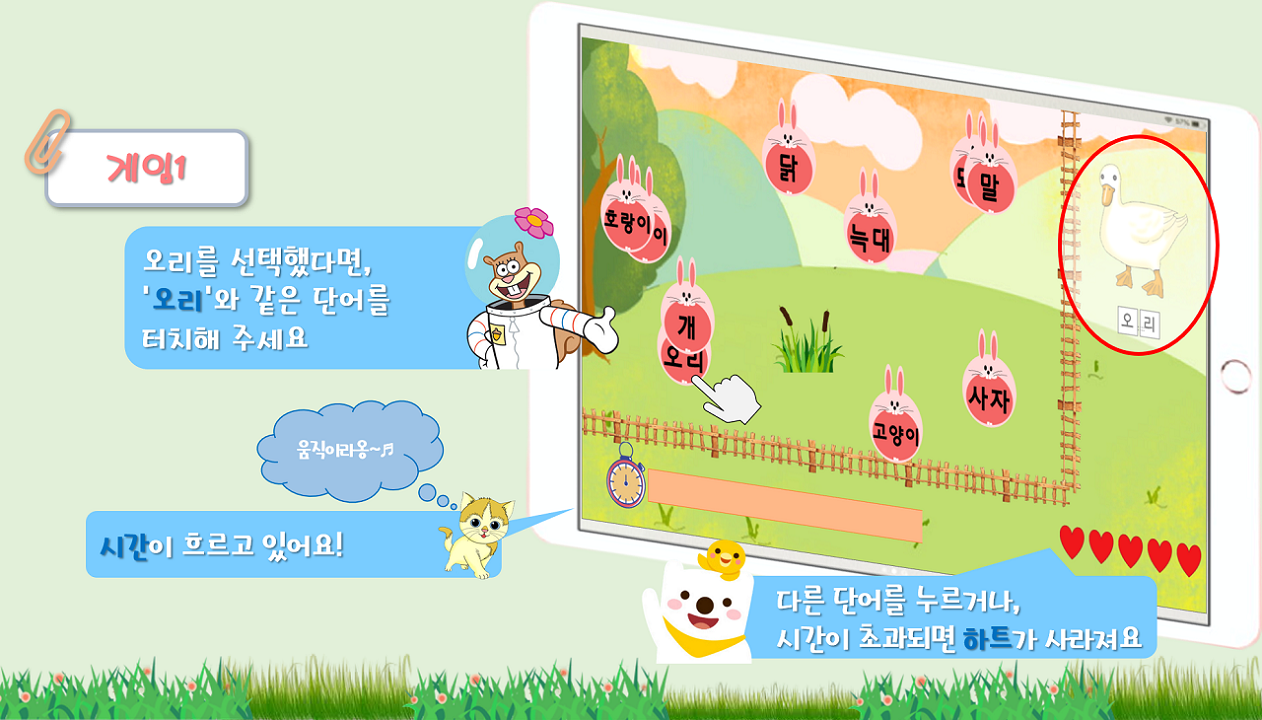 게임1
오리를 선택했다면,
'오리'와 같은 단어를
터치해 주세요
움직이라옹~♬
시간이 흐르고 있어요!
다른 단어를 누르거나,
시간이 초과되면 하트가 사라져요
57%
닭
말
호랑이
이
늑대
개
오리
사자
고양이
오리